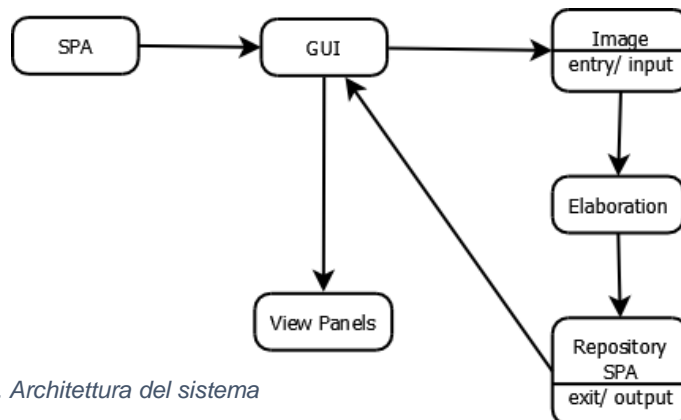 SPA
GUI
Image
entry/ input
Elaboration
View Panels
Repository
SPA
exit/ output
. Architettura del sistema